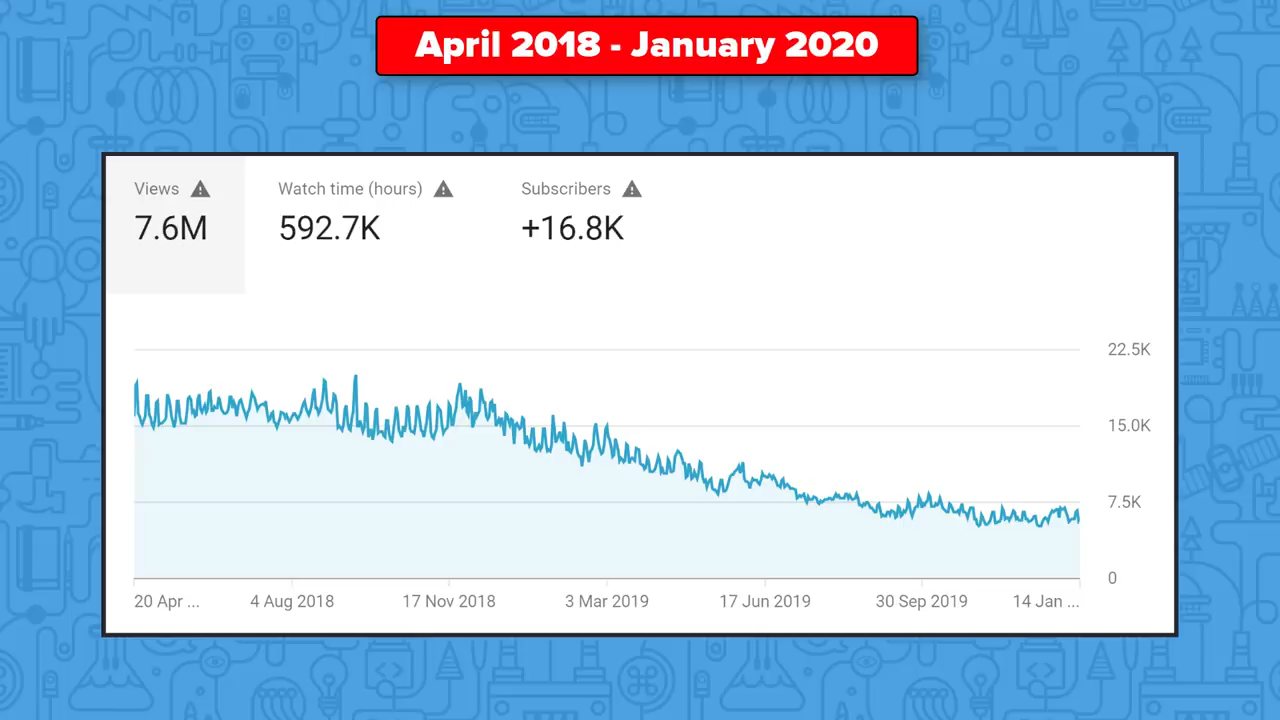 April 2018 - January 2020
Views Watch time (hours) Subscribers
7.6M 592.7K +16.8K
22.5K
15.0K
7.5K
0
20 Apr ... 4 Aug 2018 17 Nov 2018 3 Mar 2019 17 Jun 2019 30 Sep 2019 14 Jan ...